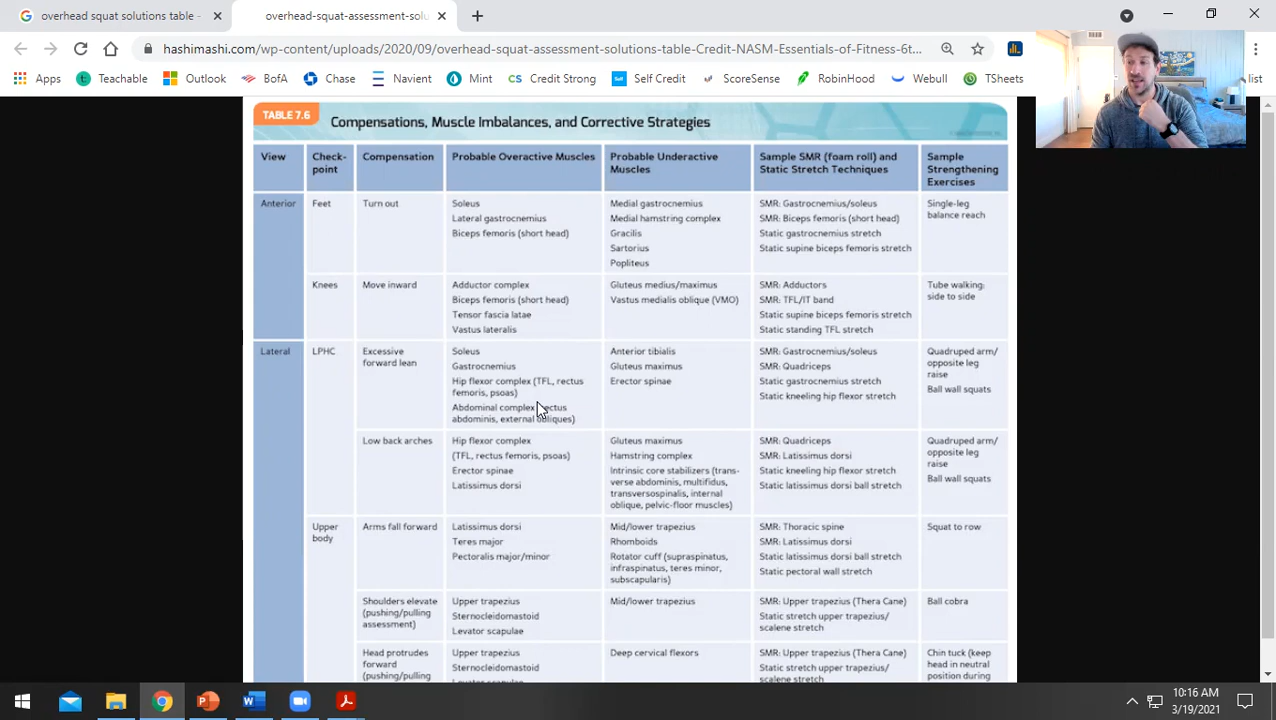 overhead squat solutions table -
overhead-squat-assessment-solu
hashimashi.com/wp-content/uploads/2020/09/overhead-squat-assessment-solutions-table-Credit-NASM-Essentials-of-Fitness-6t...
Apps
Teachable
Outlook
BofA
Chase
Navient
Mint
CS Credit Strong
Self Credit
ScoreSense
RobinHood
Webull
TSheets
list
TABLE 7.6
Compensations, Muscle Imbalances, and Corrective Strategies
View
Check-
point
Compensation
Probable Overactive Muscles
Probable Underactive
Muscles
Sample SMR (foam roll) and
Static Stretch Techniques
Sample
Strengthening
Exercises
Anterior
Feet
Turn out
Soleus
Lateral gastrocnemius
Biceps femoris (short head)
Medial gastrocnemius
Medial hamstring complex
Gracilis
Sartorius
Popliteus
SMR: Gastrocnemius/soleus
SMR: Biceps femoris (short head)
Static gastrocnemius stretch
Static supine biceps femoris stretch
Single-leg
balance reach
Knees
Move inward
Adductor complex
Biceps femoris (short head)
Tensor fascia latae
Vastus lateralis
Gluteus medius/maximus
Vastus medialis oblique (VMO)
SMR: Adductors
SMR: TFL/IT band
Static supine biceps femoris stretch
Static standing TFL stretch
Tube walking:
side to side
Lateral
LPHC
Excessive
forward lean
Soleus
Gastrocnemius
Hip flexor complex (TFL, rectus
femoris, psoas)
Abdominal complex rectus
abdominis, external obliques)
Anterior tibialis
Gluteus maximus
Erector spinae
SMR: Gastrocnemius/soleus
SMR: Quadriceps
Static gastrocnemius stretch
Static kneeling hip flexor stretch
Quadruped arm/
opposite leg
raise
Ball wall squats
Low back arches
Hip flexor complex
(TFL, rectus femoris, psoas)
Erector spinae
Latissimus dorsi
Gluteus maximus
Hamstring complex
Intrinsic core stabilizers (trans-
verse abdominis, multifidus,
transversospinalis, internal
oblique, pelvic-floor muscles)
SMR: Quadriceps
SMR: Latissimus dorsi
Static kneeling hip flexor stretch
Static latissimus dorsi ball stretch
Quadruped arm/
opposite leg
raise
Ball wall squats
Upper
body
Arms fall forward
Latissimus dorsi
Teres major
Pectoralis major/minor
Mid/lower trapezius
Rhomboids
Rotator cuff (supraspinatus,
infraspinatus, teres minor,
subscapularis)
SMR: Thoracic spine
SMR: Latissimus dorsi
Static latissimus dorsi ball stretch
Static pectoral wall stretch
Squat to row
Shoulders elevate
(pushing/pulling
assessment)
Upper trapezius
Sternocleidomastoid
Levator scapulae
Mid/lower trapezius
SMR: Upper trapezius (Thera Cane)
Static stretch upper trapezius/
scalene stretch
Ball cobra
Head protrudes
forward
(pushing/pulling
Upper trapezius
Sternocleidomastoid
Levator scapulae
Deep cervical flexors
SMR: Upper trapezius (Thera Cane)
Static stretch upper trapezius/
scalene stretch
Chin tuck (keep
head in neutral
position during
10:16 AM
3/19/2021